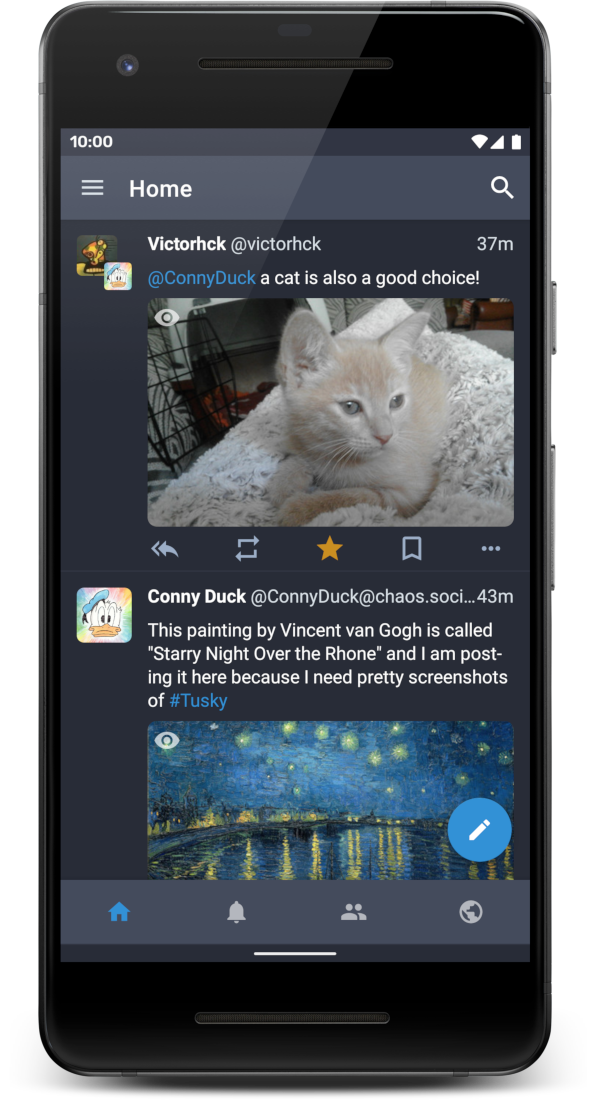 10:00
Home
Victorhck @victorhck 37m
@ConnyDuck a cat is also a good choice!
Conny Duck @ConnyDuck@chaos.soci…43m
This painting by Vincent van Gogh is called
"Starry Night Over the Rhone" and I am post-
ing it here because I need pretty screenshots
of #Tusky